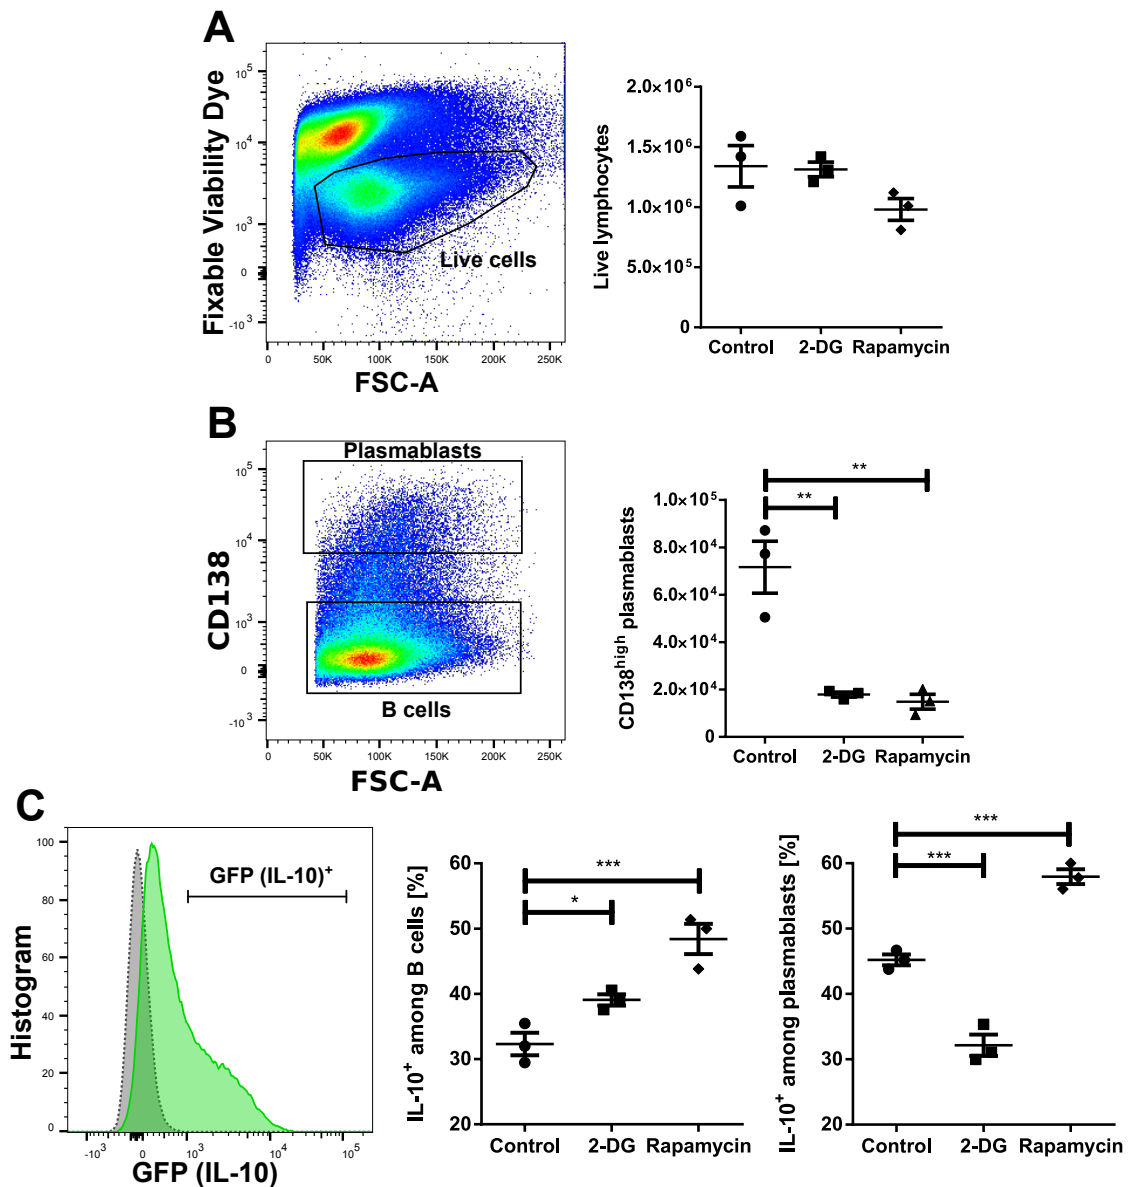 A
Fixable Viability Dye
10^5
10^4
10^3
0
-10^3
Live cells
0 50K 100K 150K 200K 250K
FSC-A
Live lymphocytes
2.0×10^6
1.5×10^6
1.0×10^6
5.0×10^5
0
Control 2-DG Rapamycin
B
CD138
10^5
10^4
10^3
0
-10^3
Plasmablasts
B cells
0 50K 100K 150K 200K 250K
FSC-A
CD138^high plasmablasts
1.0×10^5
8.0×10^4
6.0×10^4
4.0×10^4
2.0×10^4
0
**
**
Control 2-DG Rapamycin
C
Histogram
100
80
60
40
20
0
GFP (IL-10)^+
-10^3 0 10^3 10^4 10^5
GFP (IL-10)
IL-10^+ among B cells [%]
60
50
40
30
20
***
*
Control 2-DG Rapamycin
IL-10^+ among plasmablasts [%]
60
50
40
30
20
***
***
Control 2-DG Rapamycin